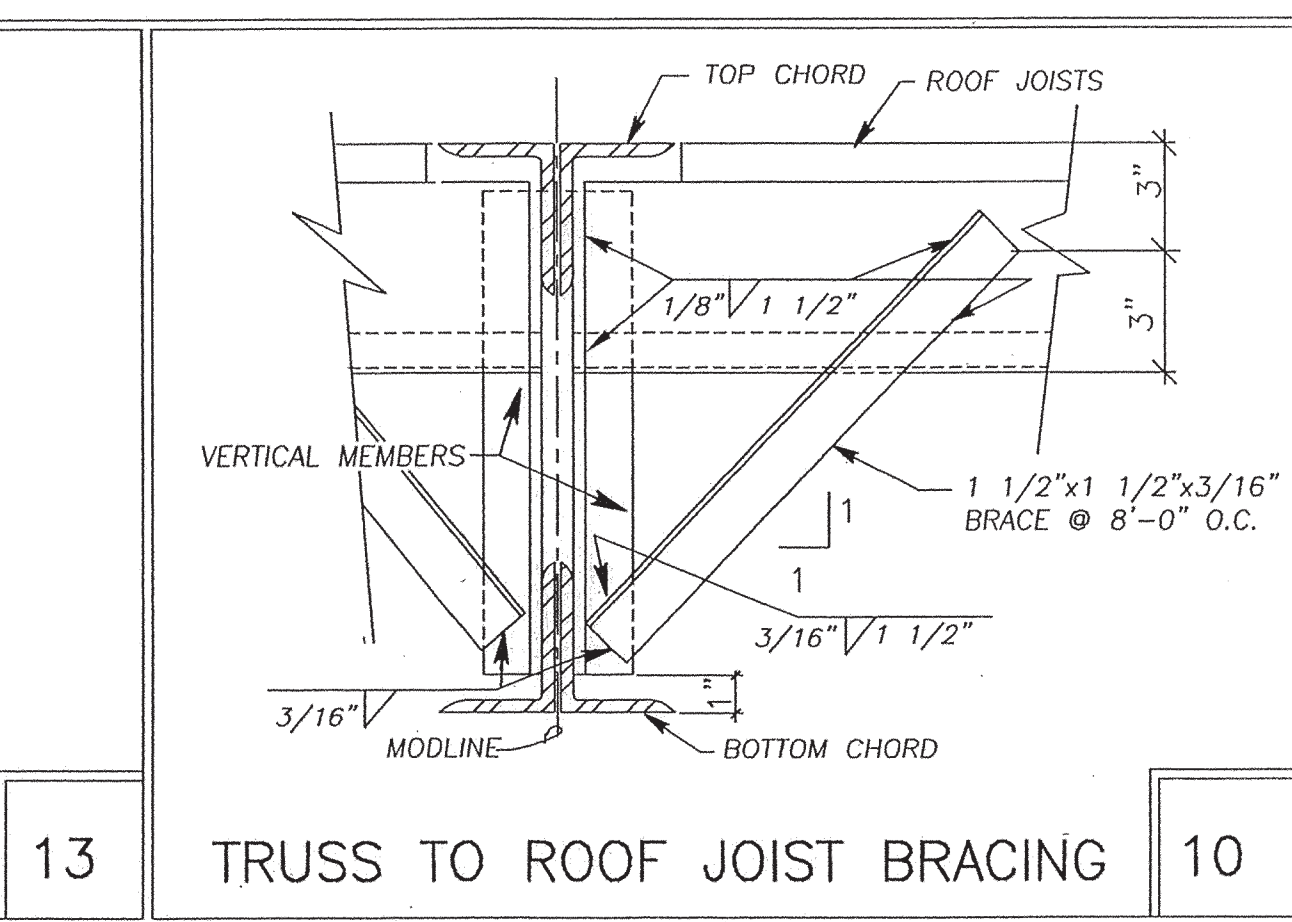 TOP CHORD
ROOF JOISTS
3"
1/8" 1 1/2"
3"
VERTICAL MEMBERS
1 1/2"x1 1/2"x3/16"
BRACE @ 8'-0" O.C.
1
1
3/16" 1 1/2"
1"
3/16"
MODLINE
BOTTOM CHORD
13
TRUSS TO ROOF JOIST BRACING
10